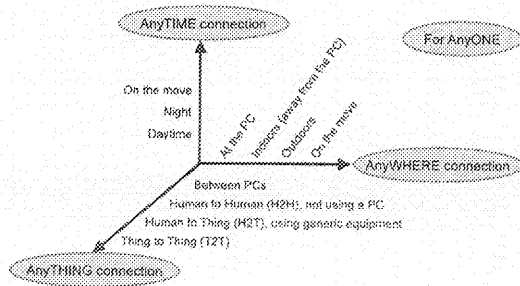 AnyTIME connection
For AnyONE
On the move
Night
Daytime
At the PC
Indoors (away from the PC)
Outdoors
On the move
AnyWHERE connection
Between PCs
Human to Human (H2H), not using a PC
Human to Thing (H2T), using generic equipment
Thing to Thing (T2T)
AnyTHING connection